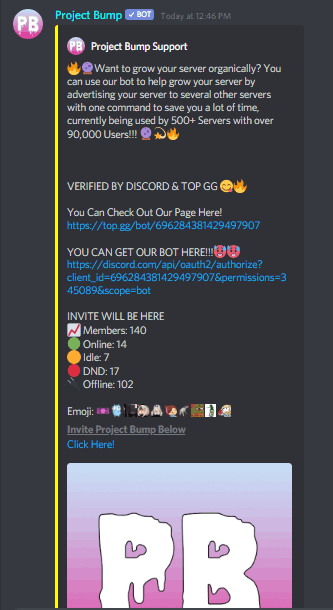 PB
Project Bump ✓ BOT Today at 12:46 PM
PB Project Bump Support
🔥🔮Want to grow your server organically? You
can use our bot to help grow your server by
advertising your server to several other servers
with one command to save you a lot of time,
currently being used by 500+ Servers with over
90,000 Users!!! 🔮💫🔥
VERIFIED BY DISCORD & TOP GG 😋🔥
You Can Check Out Our Page Here!
https://top.gg/bot/696284381429497907
YOU CAN GET OUR BOT HERE!!!🥵🥵
https://discord.com/api/oauth2/authorize?
client_id=696284381429497907&permissions=3
45089&scope=bot
INVITE WILL BE HERE
📈 Members: 140
🟢 Online: 14
🟠 Idle: 7
🔴 DND: 17
🔌 Offline: 102
Emoji:
Invite Project Bump Below
Click Here!
PB